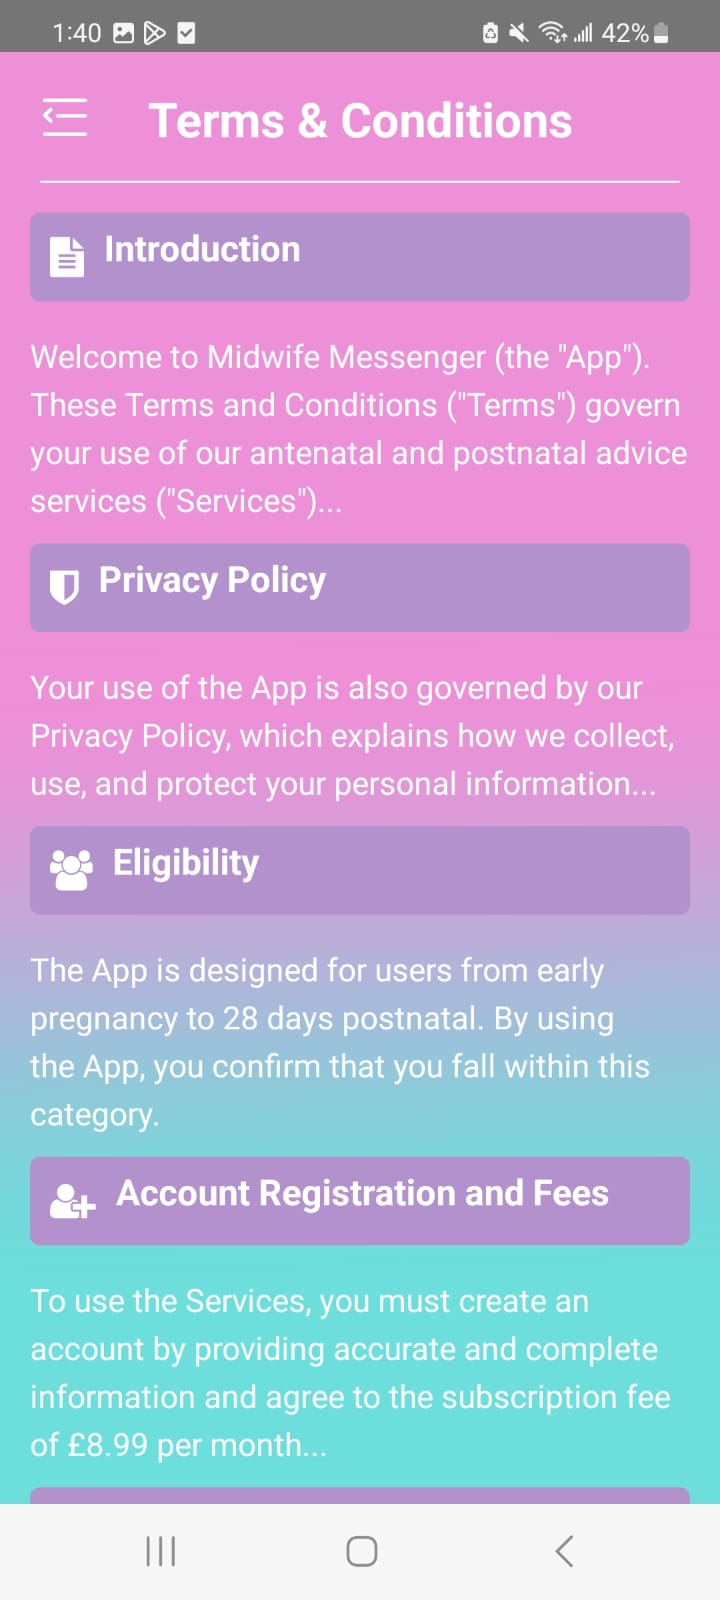 1:40
42%
Terms & Conditions
Introduction
Welcome to Midwife Messenger (the "App").
These Terms and Conditions ("Terms") govern
your use of our antenatal and postnatal advice
services ("Services")...
Privacy Policy
Your use of the App is also governed by our
Privacy Policy, which explains how we collect,
use, and protect your personal information...
Eligibility
The App is designed for users from early
pregnancy to 28 days postnatal. By using
the App, you confirm that you fall within this
category.
Account Registration and Fees
To use the Services, you must create an
account by providing accurate and complete
information and agree to the subscription fee
of £8.99 per month...